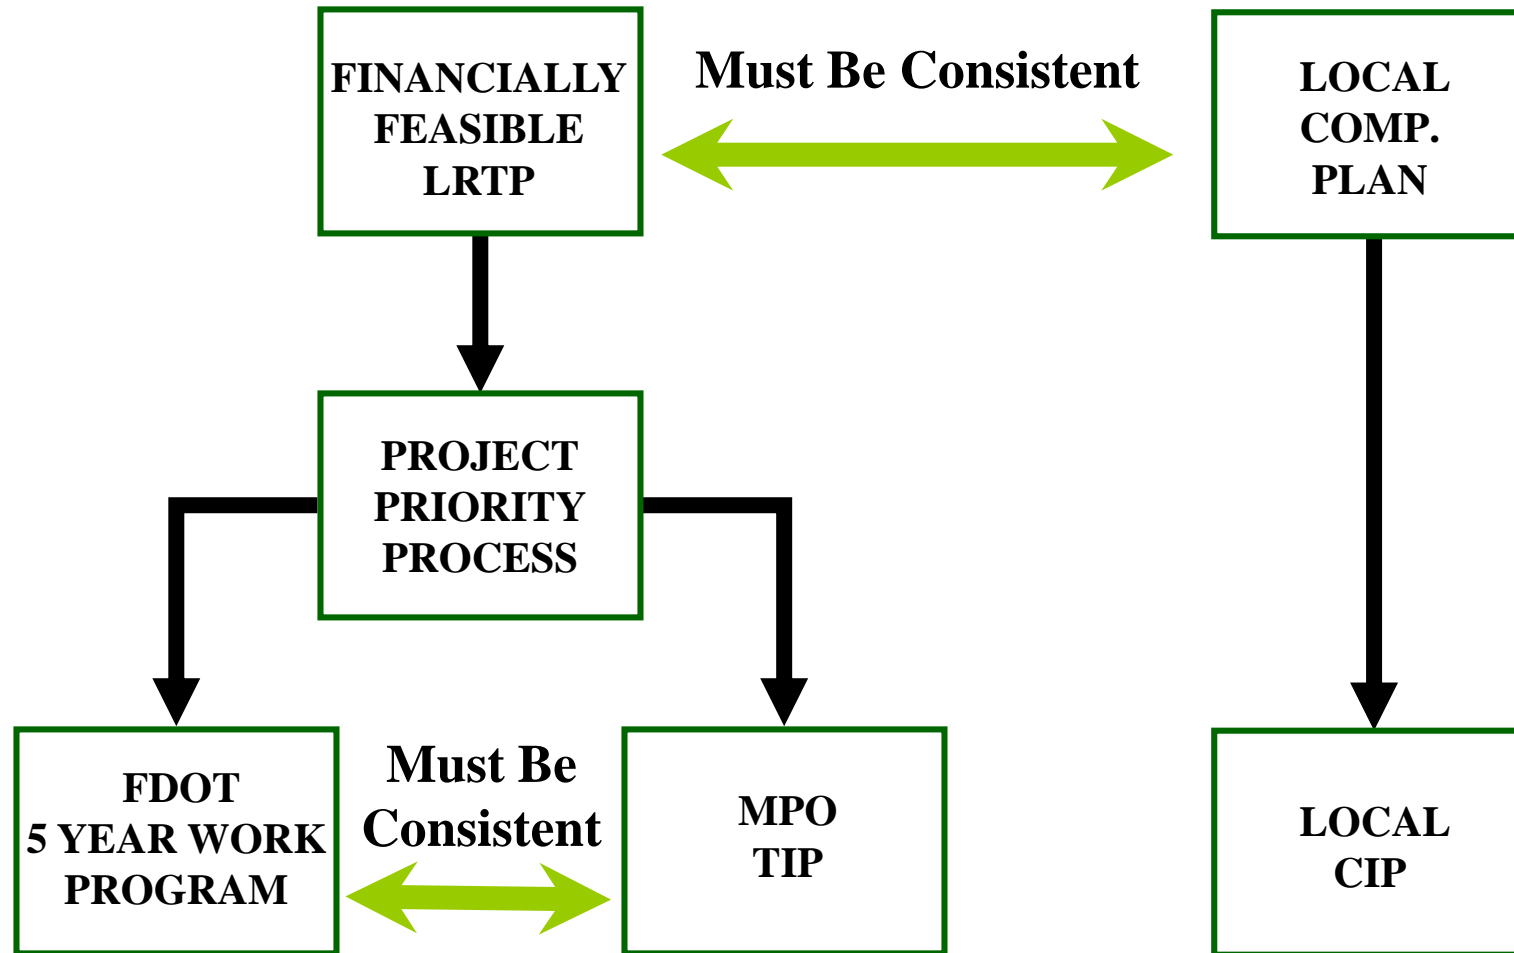 FINANCIALLY
FEASIBLE
LRTP
Must Be Consistent
LOCAL
COMP.
PLAN
PROJECT
PRIORITY
PROCESS
FDOT
5 YEAR WORK
PROGRAM
Must Be
Consistent
MPO
TIP
LOCAL
CIP